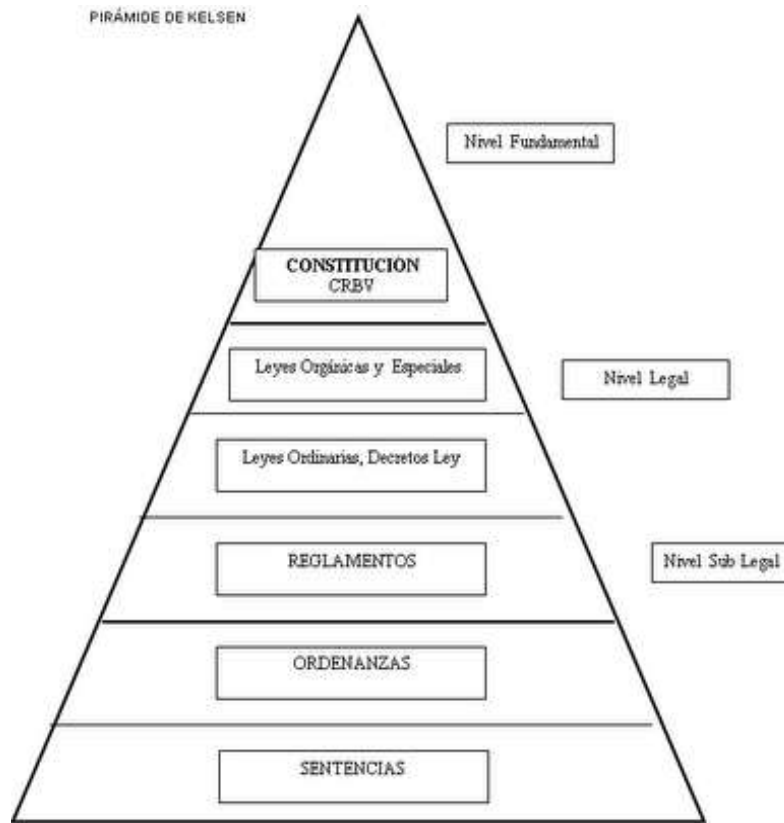 PIRÁMIDE DE KELSEN
Nivel Fundamental
CONSTITUCIÓN
CRBV
Leyes Orgánicas y Especiales
Nivel Legal
Leyes Ordinarias, Decretos Ley
REGLAMENTOS
Nivel Sub Legal
ORDENANZAS
SENTENCIAS